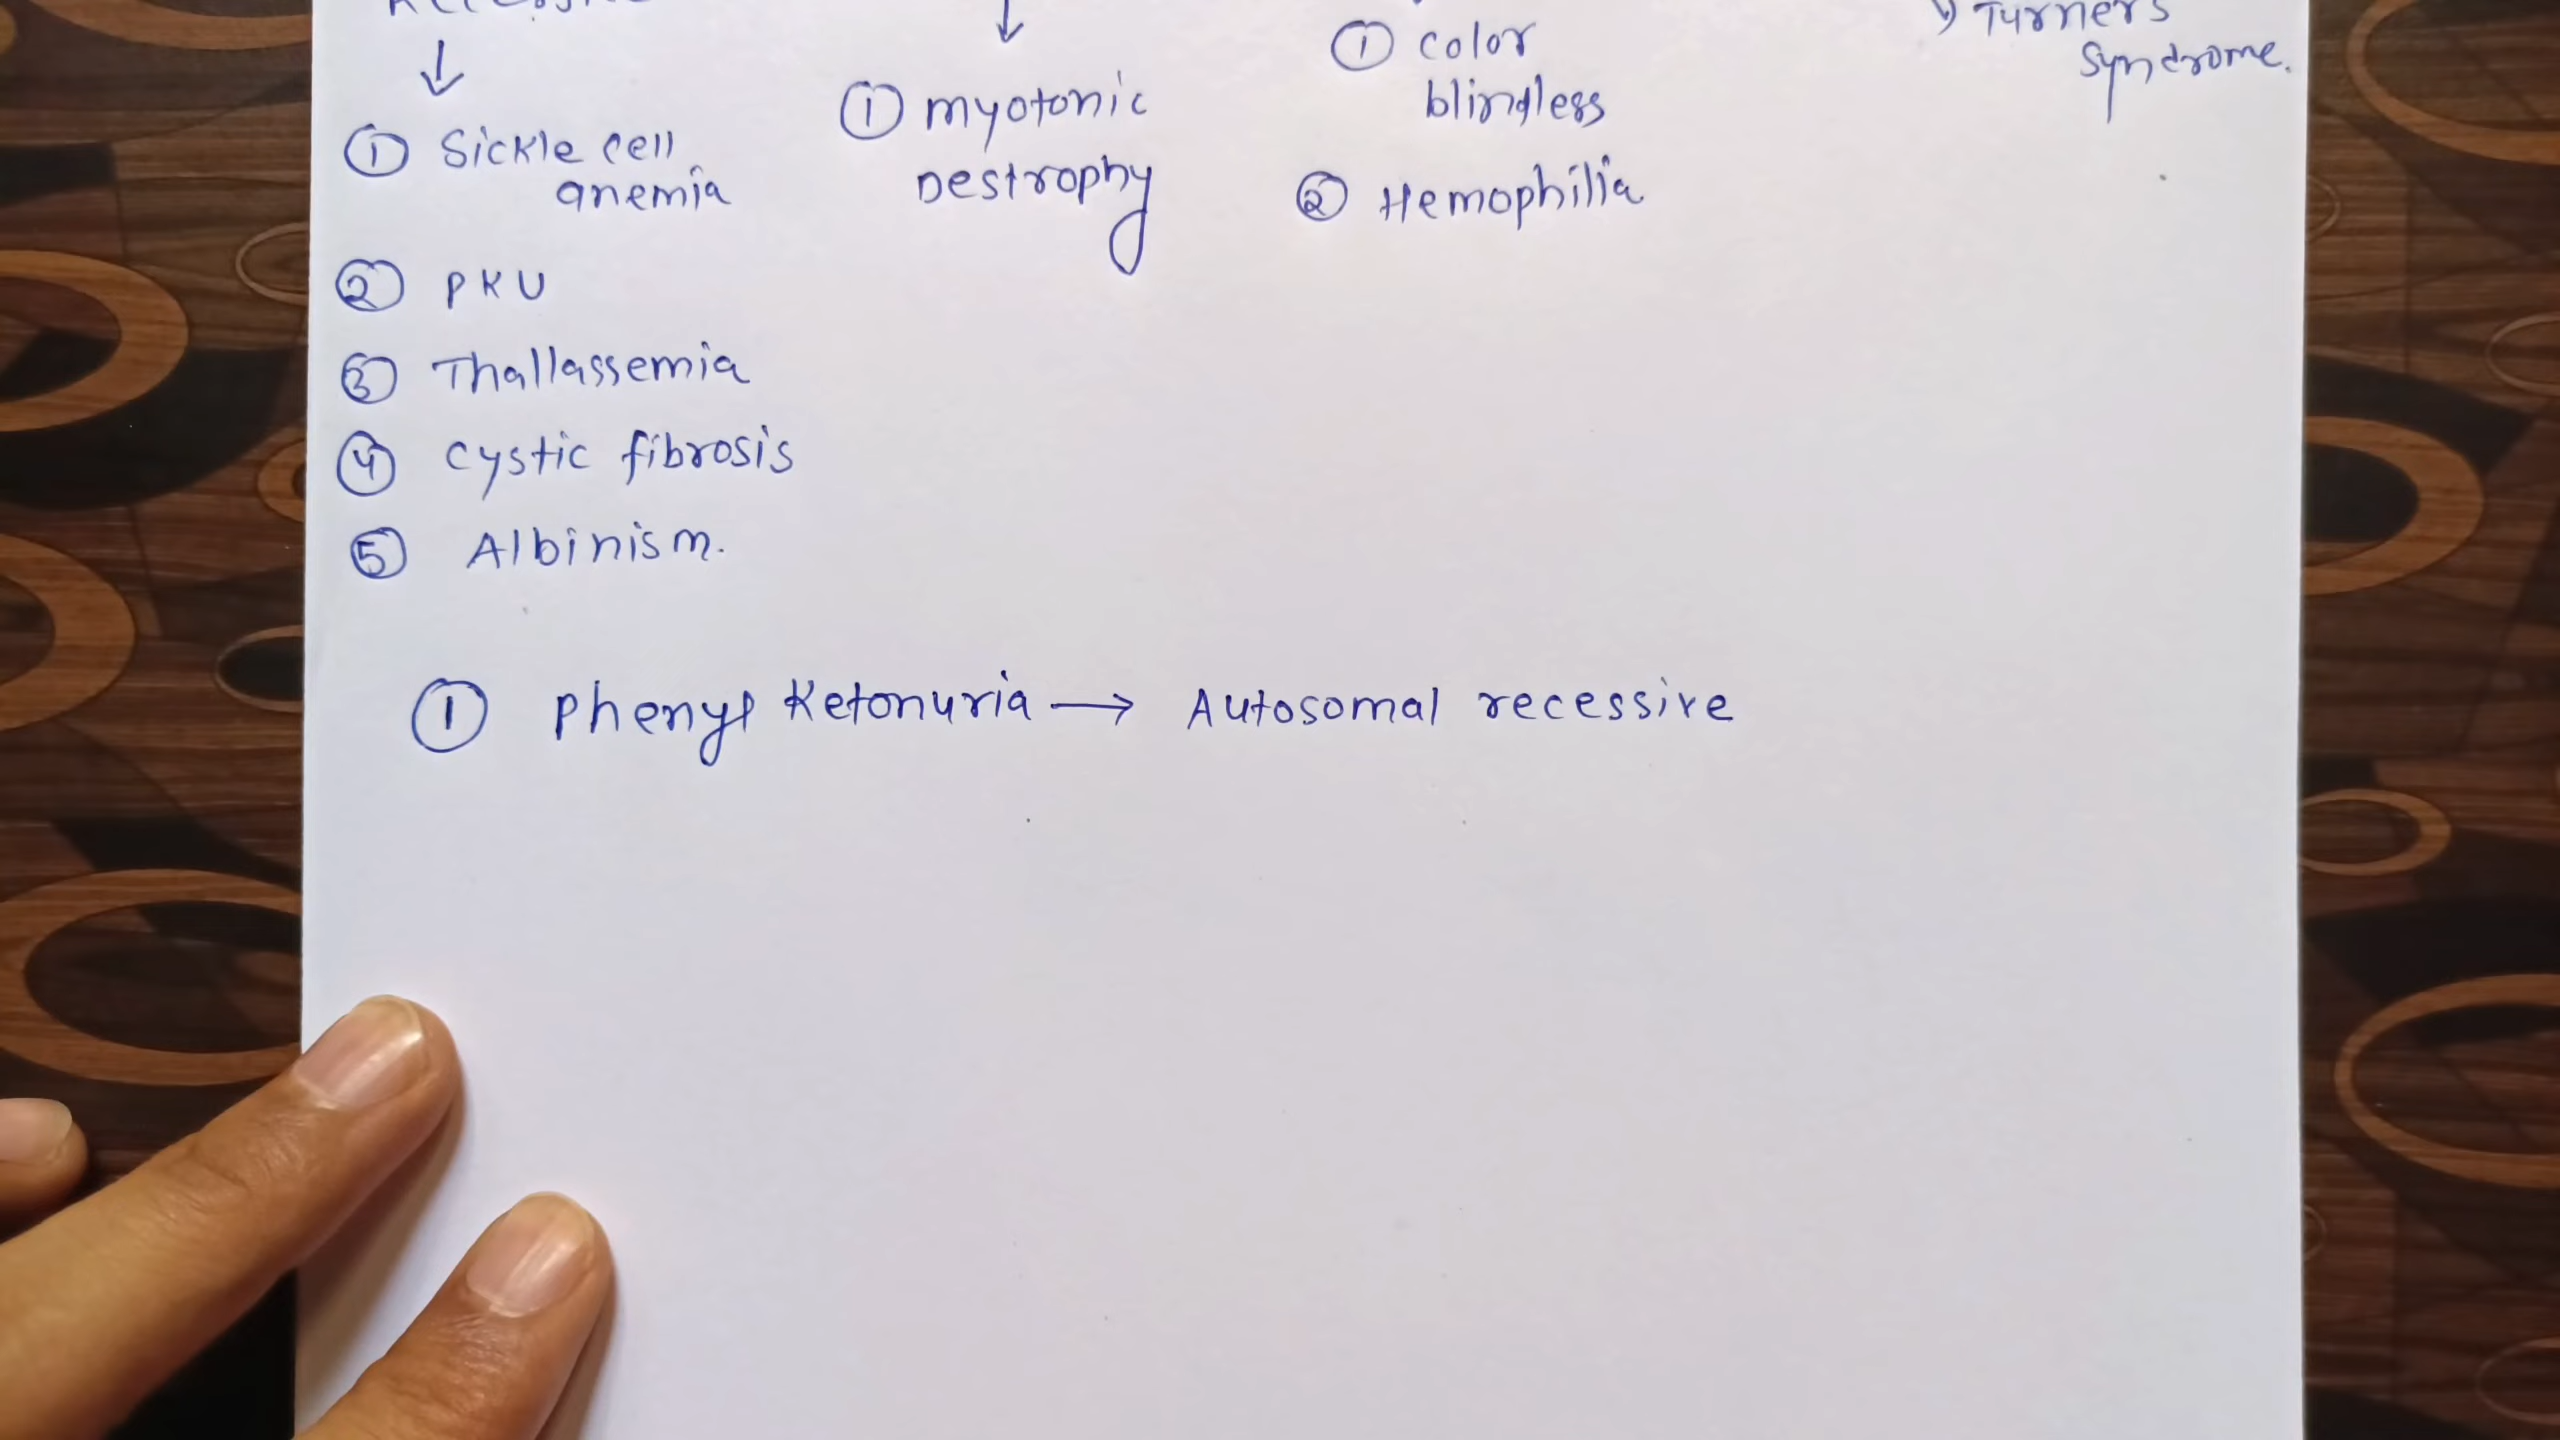 ↓
① Sickle cell
anemia
② PKU
③ Thallassemia
④ cystic fibrosis
⑤ Albinism.
↓
① myotonic
Destrophy
① color
blindless
② Hemophilia
Turners
Syndrome.
① Phenyl Ketonuria → Autosomal recessive